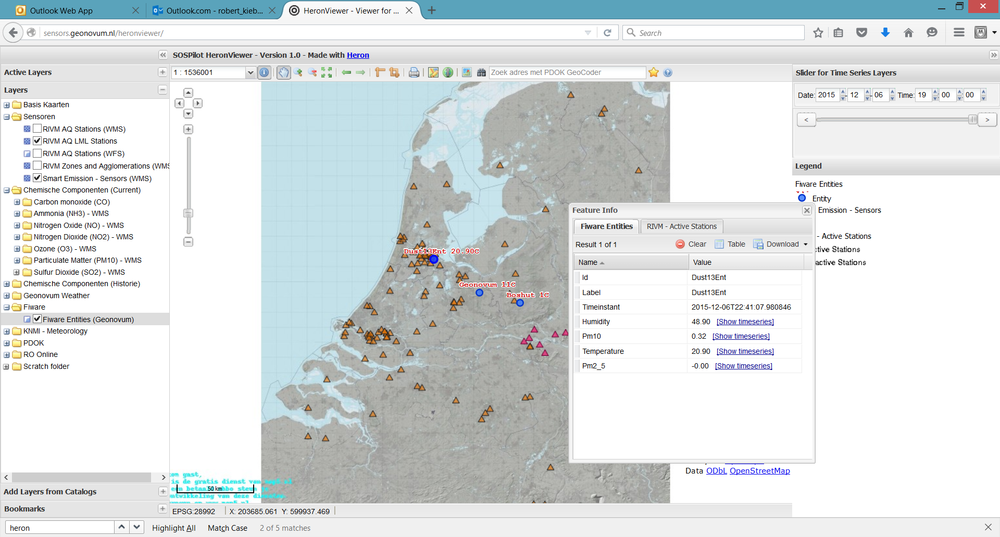 Outlook Web App
Outlook.com - robert_kieb...
HeronViewer - Viewer for ...
sensors.geonovum.nl/heronviewer/
Search
SOSPilot HeronViewer - Version 1.0 - Made with Heron
Active Layers
1 : 1536001
Zoek adres met PDOK GeoCoder
Layers
Basis Kaarten
Sensoren
RIVM AQ Stations (WMS)
RIVM AQ LML Stations
RIVM AQ Stations (WFS)
RIVM Zones and Agglomerations (WMS
Smart Emission - Sensors (WMS)
Chemische Componenten (Current)
Carbon monoxide (CO)
Ammonia (NH3) - WMS
Nitrogen Oxide (NO) - WMS
Nitrogen Dioxide (NO2) - WMS
Ozone (O3) - WMS
Particulate Matter (PM10) - WMS
Sulfur Dioxide (SO2) - WMS
Chemische Componenten (Historie)
Geonovum Weather
Fiware
Fiware Entities (Geonovum)
KNMI - Meteorology
PDOK
RO Online
Scratch folder
Add Layers from Catalogs
Bookmarks
Dust13Ent 20.90C
Geonovum 11C
Boshut 1C
Slider for Time Series Layers
Date: 2015 - 12 - 06 Time: 19 : 00 : 00
< >
Legend
Fiware Entities
Entity
Emission - Sensors
- Active Stations
ctive Stations
active Stations
Feature Info
Fiware Entities
RIVM - Active Stations
Result 1 of 1
Clear
Table
Download
Name Value
Id Dust13Ent
Label Dust13Ent
Timeinstant 2015-12-06T22:41:07.980846
Humidity 48.90 [Show timeseries]
Pm10 0.32 [Show timeseries]
Temperature 20.90 [Show timeseries]
Pm2_5 -0.00 [Show timeseries]
Data ODbL OpenStreetMap
gast,
is de gratis dienst van
een
ntwikkeling van deze
50 km
EPSG:28992
X: 203685.061 Y: 599937.469
heron
Highlight All
Match Case
2 of 5 matches